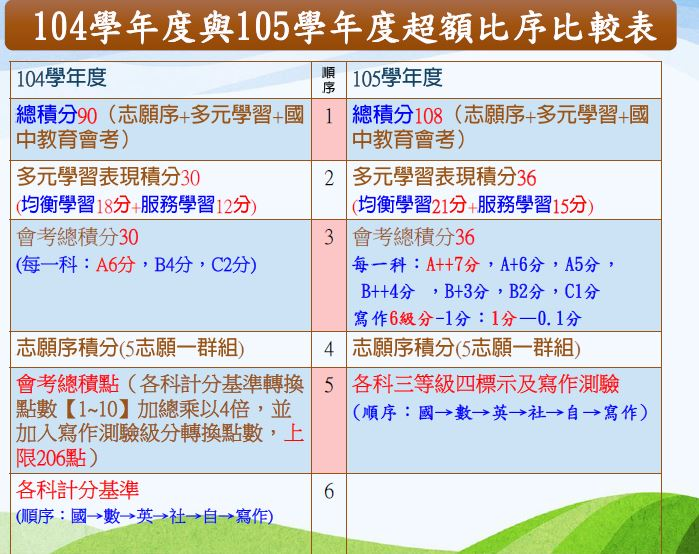 104學年度與105學年度超額比序比較表
104學年度
順
序
105學年度
總積分90（志願序+多元學習+國
中教育會考）
1
總積分108（志願序+多元學習+國
中教育會考）
多元學習表現積分30
(均衡學習18分+服務學習12分)
2
多元學習表現積分36
(均衡學習21分+服務學習15分)
會考總積分30
(每一科：A6分，B4分，C2分)
3
會考總積分36
每一科：A++7分，A+6分，A5分，
B++4分 ，B+3分，B2分，C1分
寫作6級分-1分：1分—0.1分
志願序積分(5志願一群組)
4
志願序積分(5志願一群組)
會考總積點（各科計分基準轉換
點數【1~10】加總乘以4倍，並
加入寫作測驗級分轉換點數，上
限206點）
5
各科三等級四標示及寫作測驗
(順序：國→數→英→社→自→寫作)
各科計分基準
(順序：國→數→英→社→自→寫作)
6